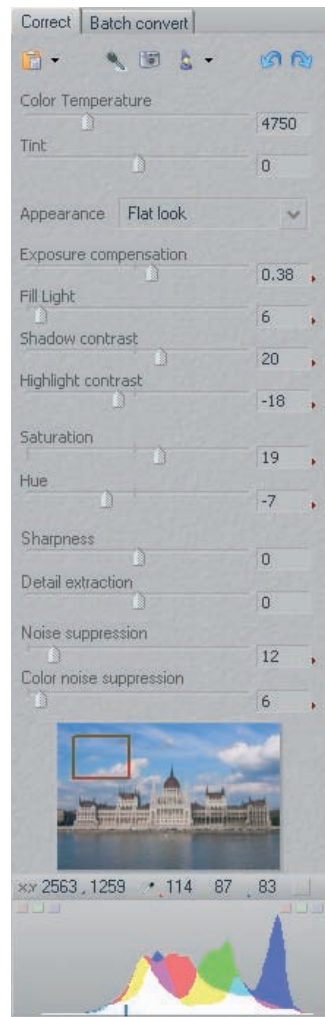 Correct Batch convert
Color Temperature
4750
Tint
0
Appearance Flat look
Exposure compensation
0.38
Fill Light
6
Shadow contrast
20
Highlight contrast
-18
Saturation
19
Hue
-7
Sharpness
0
Detail extraction
0
Noise suppression
12
Color noise suppression
6
x:y 2563 , 1259 114 87 83